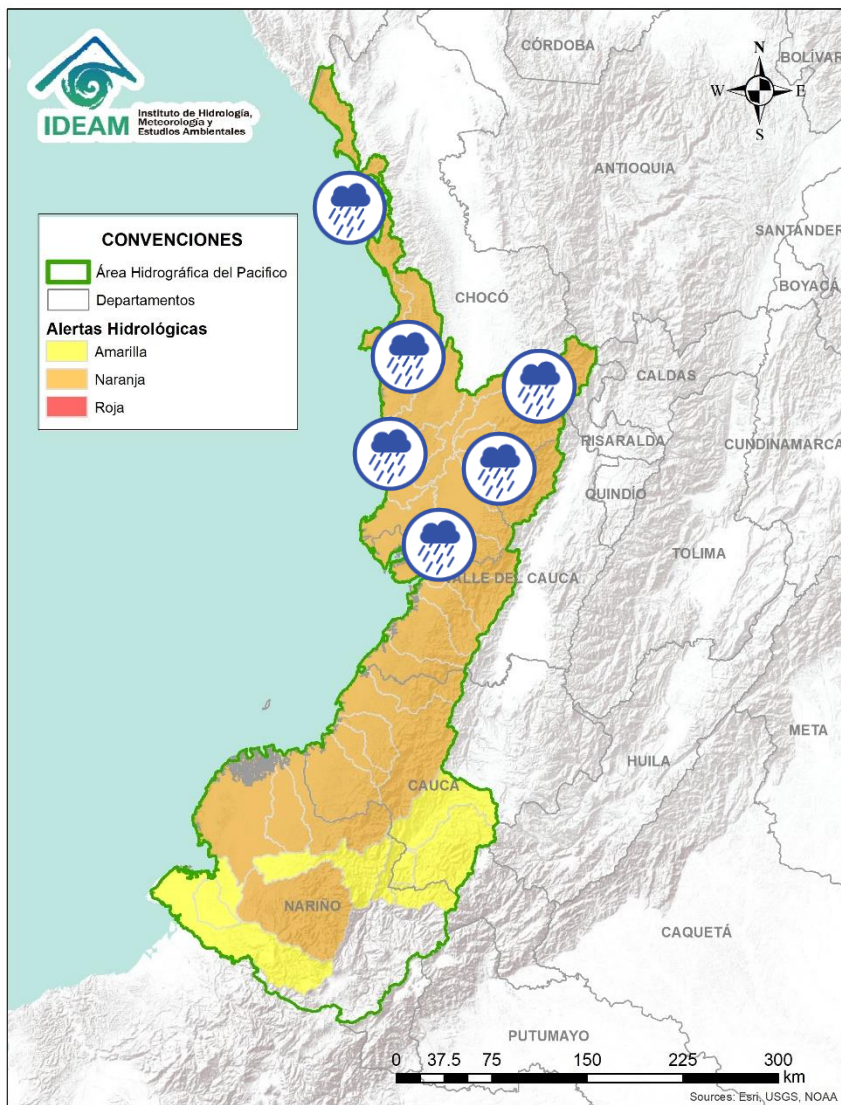 IDEAM
Instituto de Hidrología,
Meteorología y
Estudios Ambientales
CÓRDOBA
BOLÍVAR
N
W
E
S
ANTIOQUIA
SANTANDER
BOYACÁ
CONVENCIONES
Área Hidrográfica del Pacifico
Departamentos
Alertas Hidrológicas
Amarilla
Naranja
Roja
CHOCÓ
CALDAS
RISARALDA
CUNDINAMARCA
QUINDÍO
TOLIMA
VALLE DEL CAUCA
META
HUILA
CAUCA
NARIÑO
CAQUETÁ
PUTUMAYO
0 37.5 75 150 225 300
km
Sources: Esri, USGS, NOAA